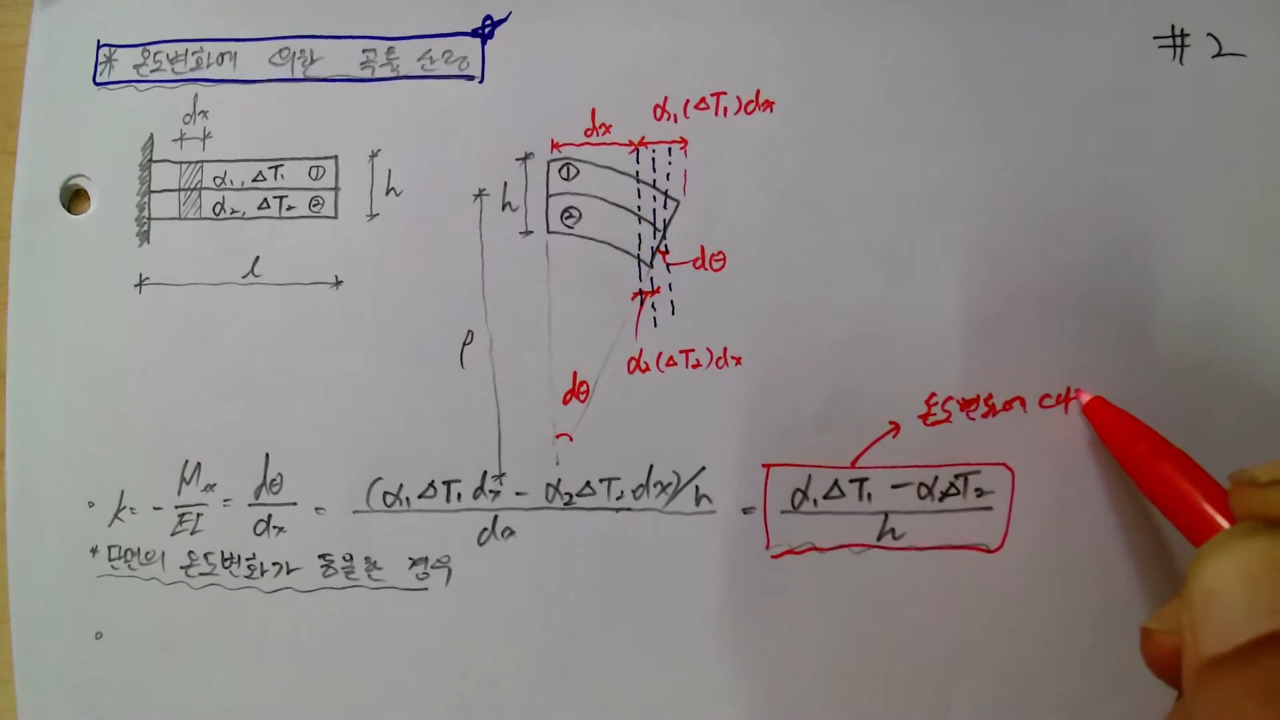 * 온도변화에 의한 곡률 산정
#2
dx
α₁, ΔT₁ ①
α₂, ΔT₂ ②
h
l
dx
α₁(ΔT₁)dx
h
①
②
dθ
ρ
α₂(ΔT₂)dx
dθ
온도변화에
k = - Mx/EI = dθ/dx = (α₁ΔT₁dx - α₂ΔT₂dx)/h / dx = α₁ΔT₁ - α₂ΔT₂ / h
* 단면의 온도변화가 동일한 경우